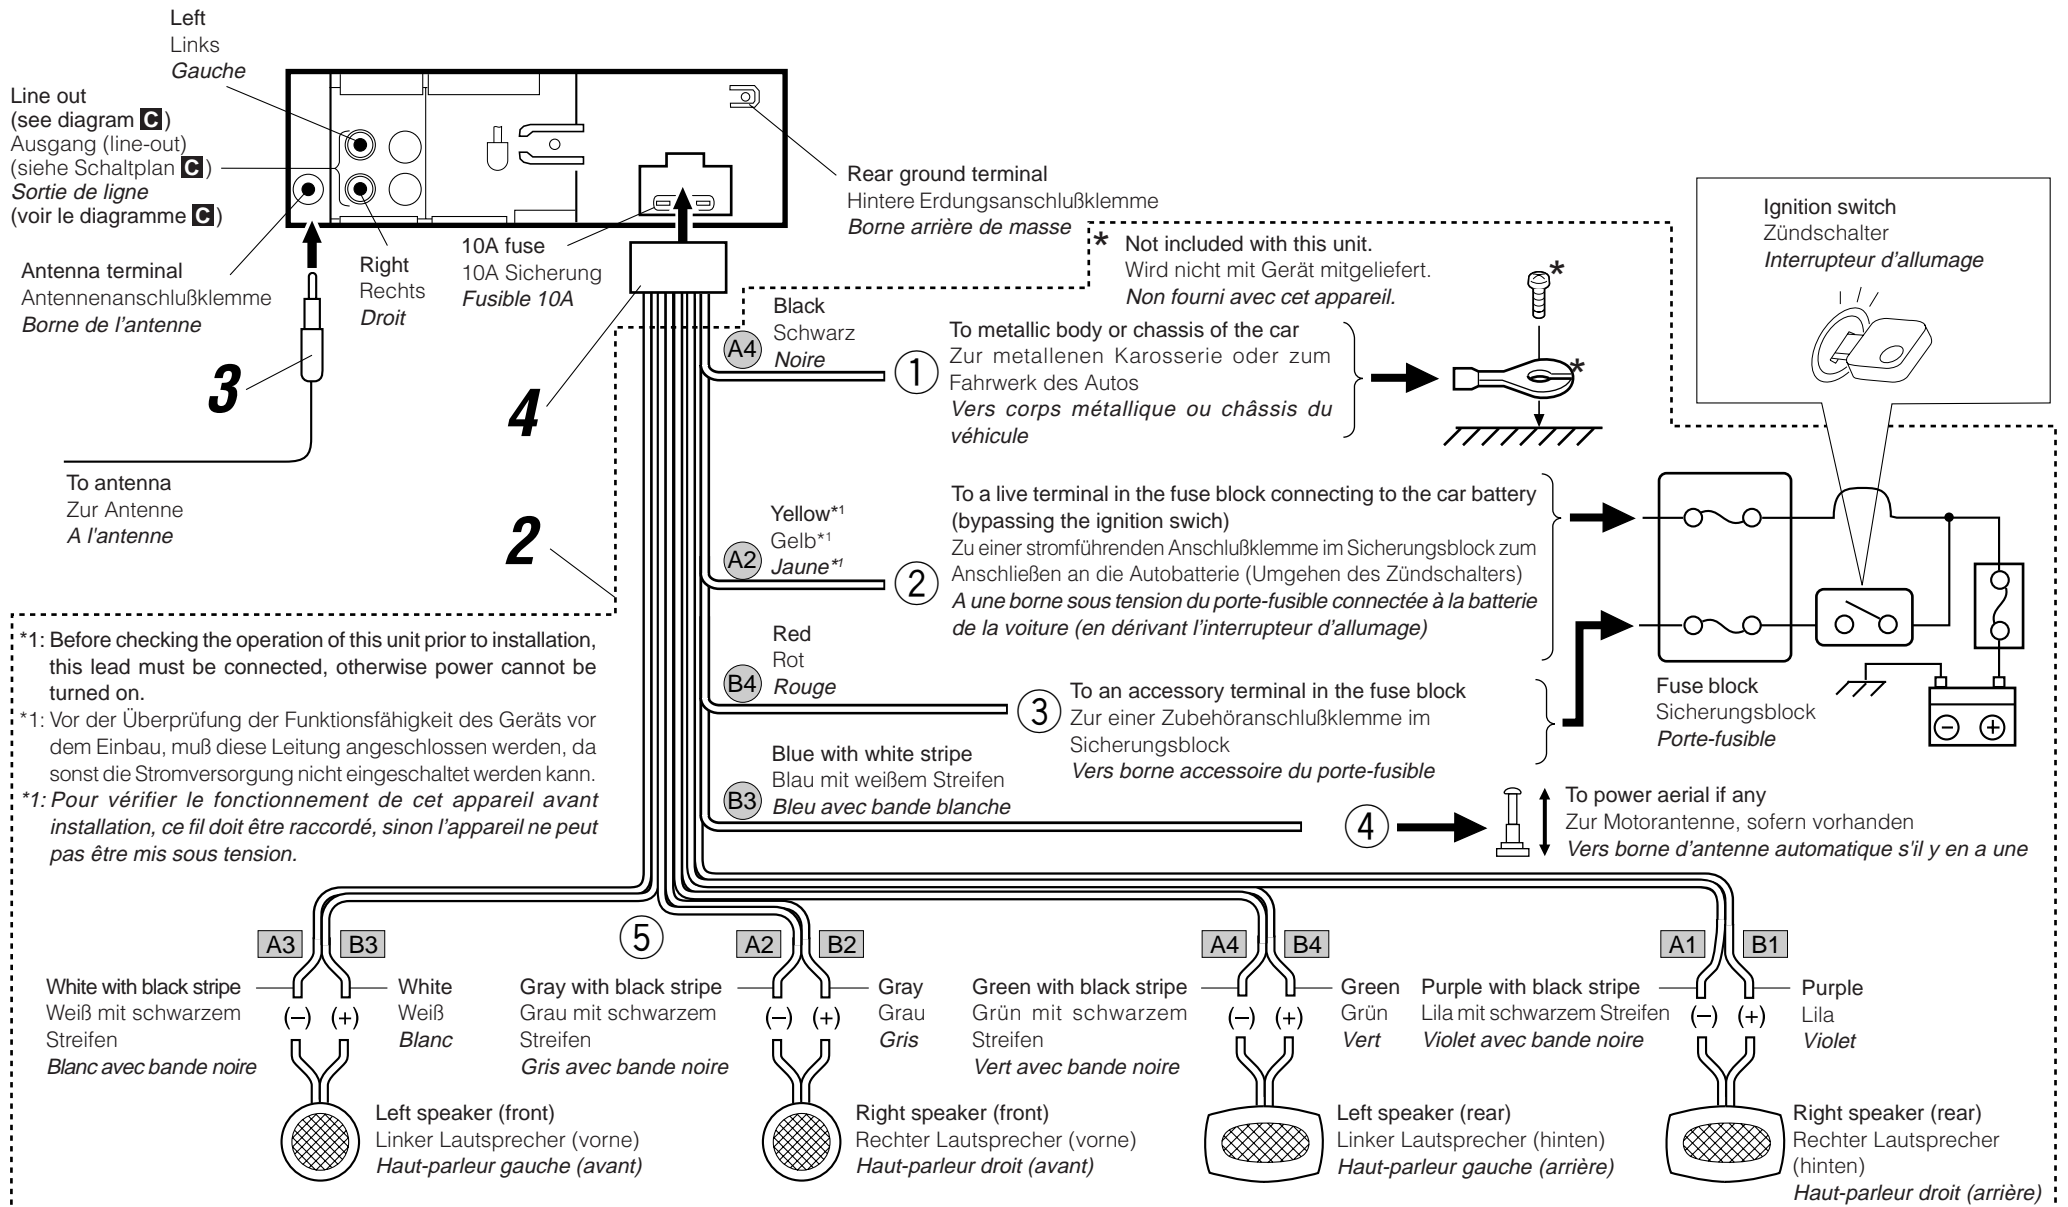 Left
Links
Gauche
Line out
(see diagram C)
Ausgang (line-out)
(siehe Schaltplan C)
Sortie de ligne
(voir le diagramme C)
Antenna terminal
Antennenanschlußklemme
Borne de l'antenne
Right
Rechts
Droit
10A fuse
10A Sicherung
Fusible 10A
Rear ground terminal
Hintere Erdungsanschlußklemme
Borne arrière de masse
* Not included with this unit.
Wird nicht mit Gerät mitgeliefert.
Non fourni avec cet appareil.
*
*
Ignition switch
Zündschalter
Interrupteur d'allumage
3
4
2
To antenna
Zur Antenne
A l'antenne
A4
Black
Schwarz
Noire
1
To metallic body or chassis of the car
Zur metallenen Karosserie oder zum
Fahrwerk des Autos
Vers corps métallique ou châssis du
véhicule
A2
Yellow*1
Gelb*1
Jaune*1
2
To a live terminal in the fuse block connecting to the car battery
(bypassing the ignition swich)
Zu einer stromführenden Anschlußklemme im Sicherungsblock zum
Anschließen an die Autobatterie (Umgehen des Zündschalters)
A une borne sous tension du porte-fusible connectée à la batterie
de la voiture (en dérivant l'interrupteur d'allumage)
B4
Red
Rot
Rouge
3
To an accessory terminal in the fuse block
Zur einer Zubehöranschlußklemme im
Sicherungsblock
Vers borne accessoire du porte-fusible
Fuse block
Sicherungsblock
Porte-fusible
B3
Blue with white stripe
Blau mit weißem Streifen
Bleu avec bande blanche
4
To power aerial if any
Zur Motorantenne, sofern vorhanden
Vers borne d'antenne automatique s'il y en a une
*1: Before checking the operation of this unit prior to installation,
this lead must be connected, otherwise power cannot be
turned on.
*1: Vor der Überprüfung der Funktionsfähigkeit des Geräts vor
dem Einbau, muß diese Leitung angeschlossen werden, da
sonst die Stromversorgung nicht eingeschaltet werden kann.
*1: Pour vérifier le fonctionnement de cet appareil avant
installation, ce fil doit être raccordé, sinon l'appareil ne peut
pas être mis sous tension.
5
A3
B3
White with black stripe
Weiß mit schwarzem
Streifen
Blanc avec bande noire
(–) (+)
White
Weiß
Blanc
Left speaker (front)
Linker Lautsprecher (vorne)
Haut-parleur gauche (avant)
A2
B2
Gray with black stripe
Grau mit schwarzem
Streifen
Gris avec bande noire
(–) (+)
Gray
Grau
Gris
Right speaker (front)
Rechter Lautsprecher (vorne)
Haut-parleur droit (avant)
A4
B4
Green with black stripe
Grün mit schwarzem
Streifen
Vert avec bande noire
(–) (+)
Green
Grün
Vert
Left speaker (rear)
Linker Lautsprecher (hinten)
Haut-parleur gauche (arrière)
A1
B1
Purple with black stripe
Lila mit schwarzem Streifen
Violet avec bande noire
(–) (+)
Purple
Lila
Violet
Right speaker (rear)
Rechter Lautsprecher
(hinten)
Haut-parleur droit (arrière)